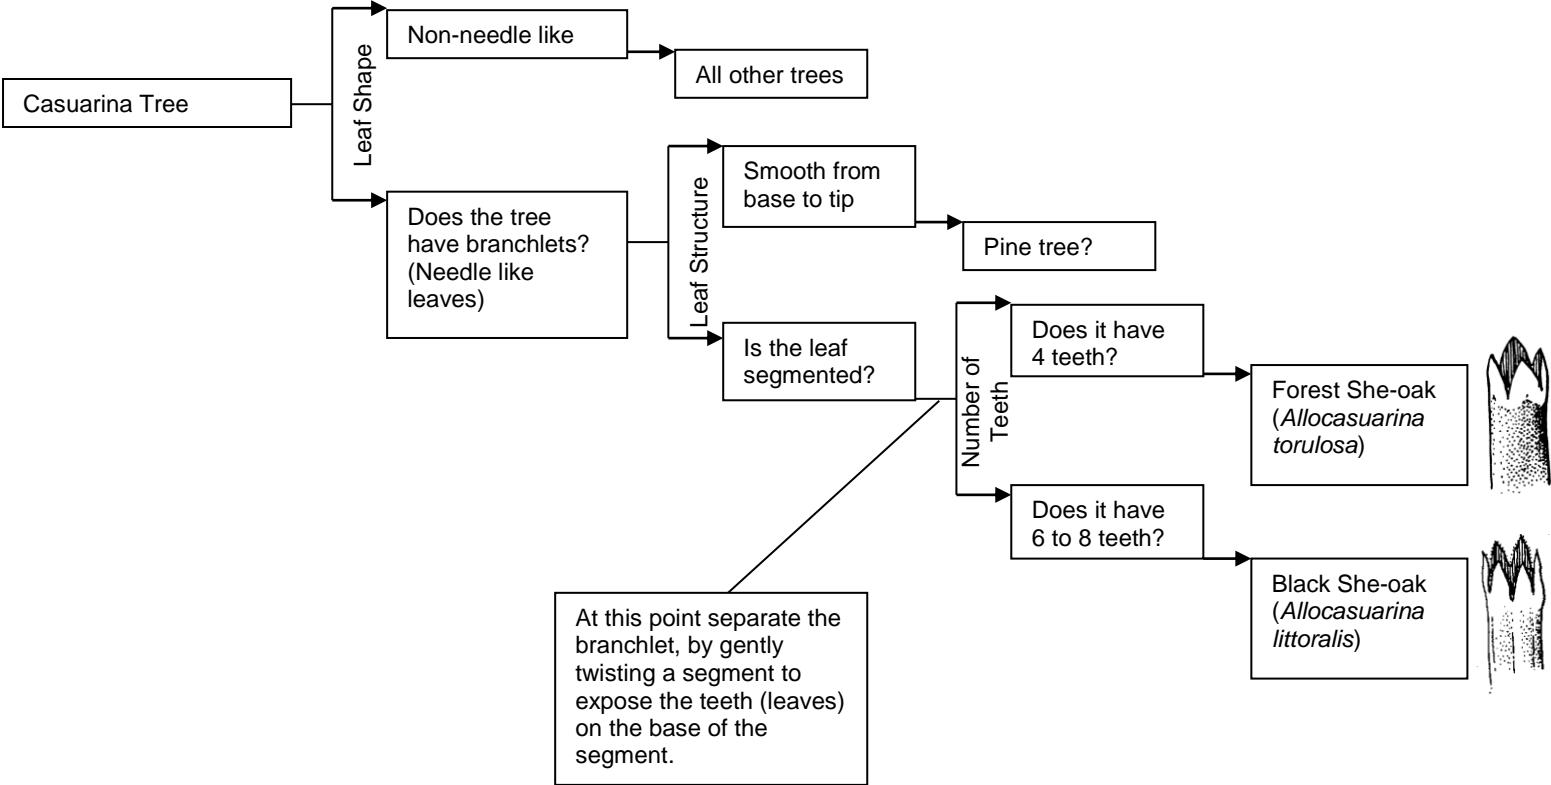 Casuarina Tree
Leaf Shape
Non-needle like
All other trees
Does the tree
have branchlets?
(Needle like
leaves)
Leaf Structure
Smooth from
base to tip
Pine tree?
Is the leaf
segmented?
Number of
Teeth
Does it have
4 teeth?
Forest She-oak
(Allocasuarina
torulosa)
Does it have
6 to 8 teeth?
Black She-oak
(Allocasuarina
littoralis)
At this point separate the
branchlet, by gently
twisting a segment to
expose the teeth (leaves)
on the base of the
segment.